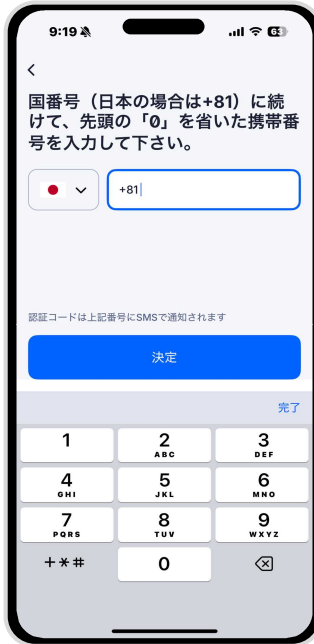 9:19
63
国番号（日本の場合は+81）に続
けて、先頭の「0」を省いた携帯番
号を入力して下さい。
+81
認証コードは上記番号にSMSで通知されます
決定
完了
1
2
ABC
3
DEF
4
GHI
5
JKL
6
MNO
7
PQRS
8
TUV
9
WXYZ
+*#
0